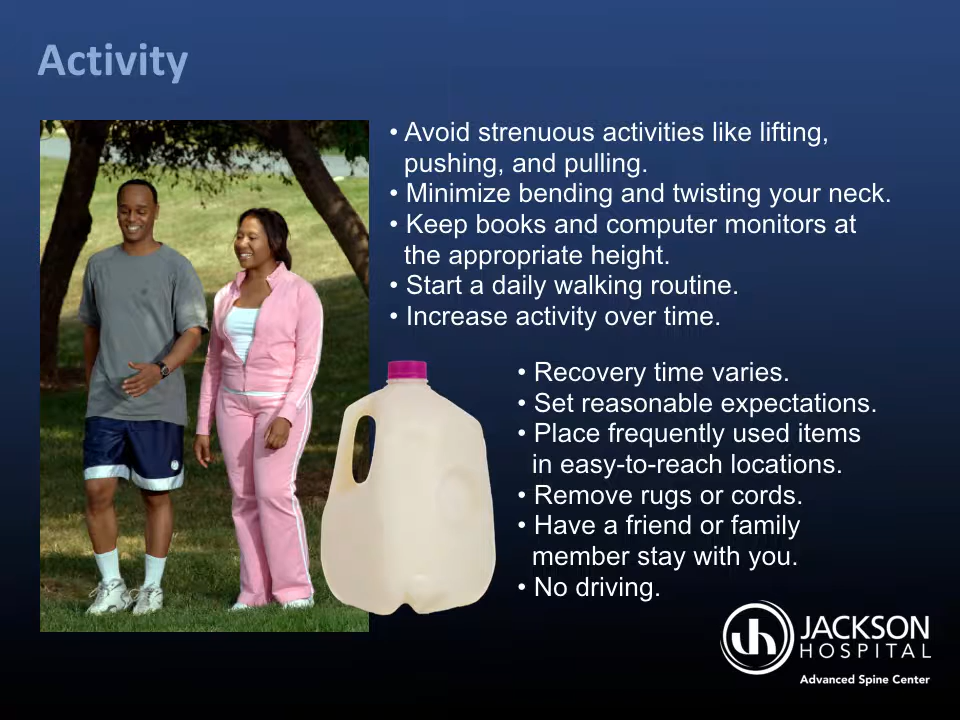 Activity
• Avoid strenuous activities like lifting,
pushing, and pulling.
• Minimize bending and twisting your neck.
• Keep books and computer monitors at
the appropriate height.
• Start a daily walking routine.
• Increase activity over time.
• Recovery time varies.
• Set reasonable expectations.
• Place frequently used items
in easy-to-reach locations.
• Remove rugs or cords.
• Have a friend or family
member stay with you.
• No driving.
JACKSON
HOSPITAL
Advanced Spine Center